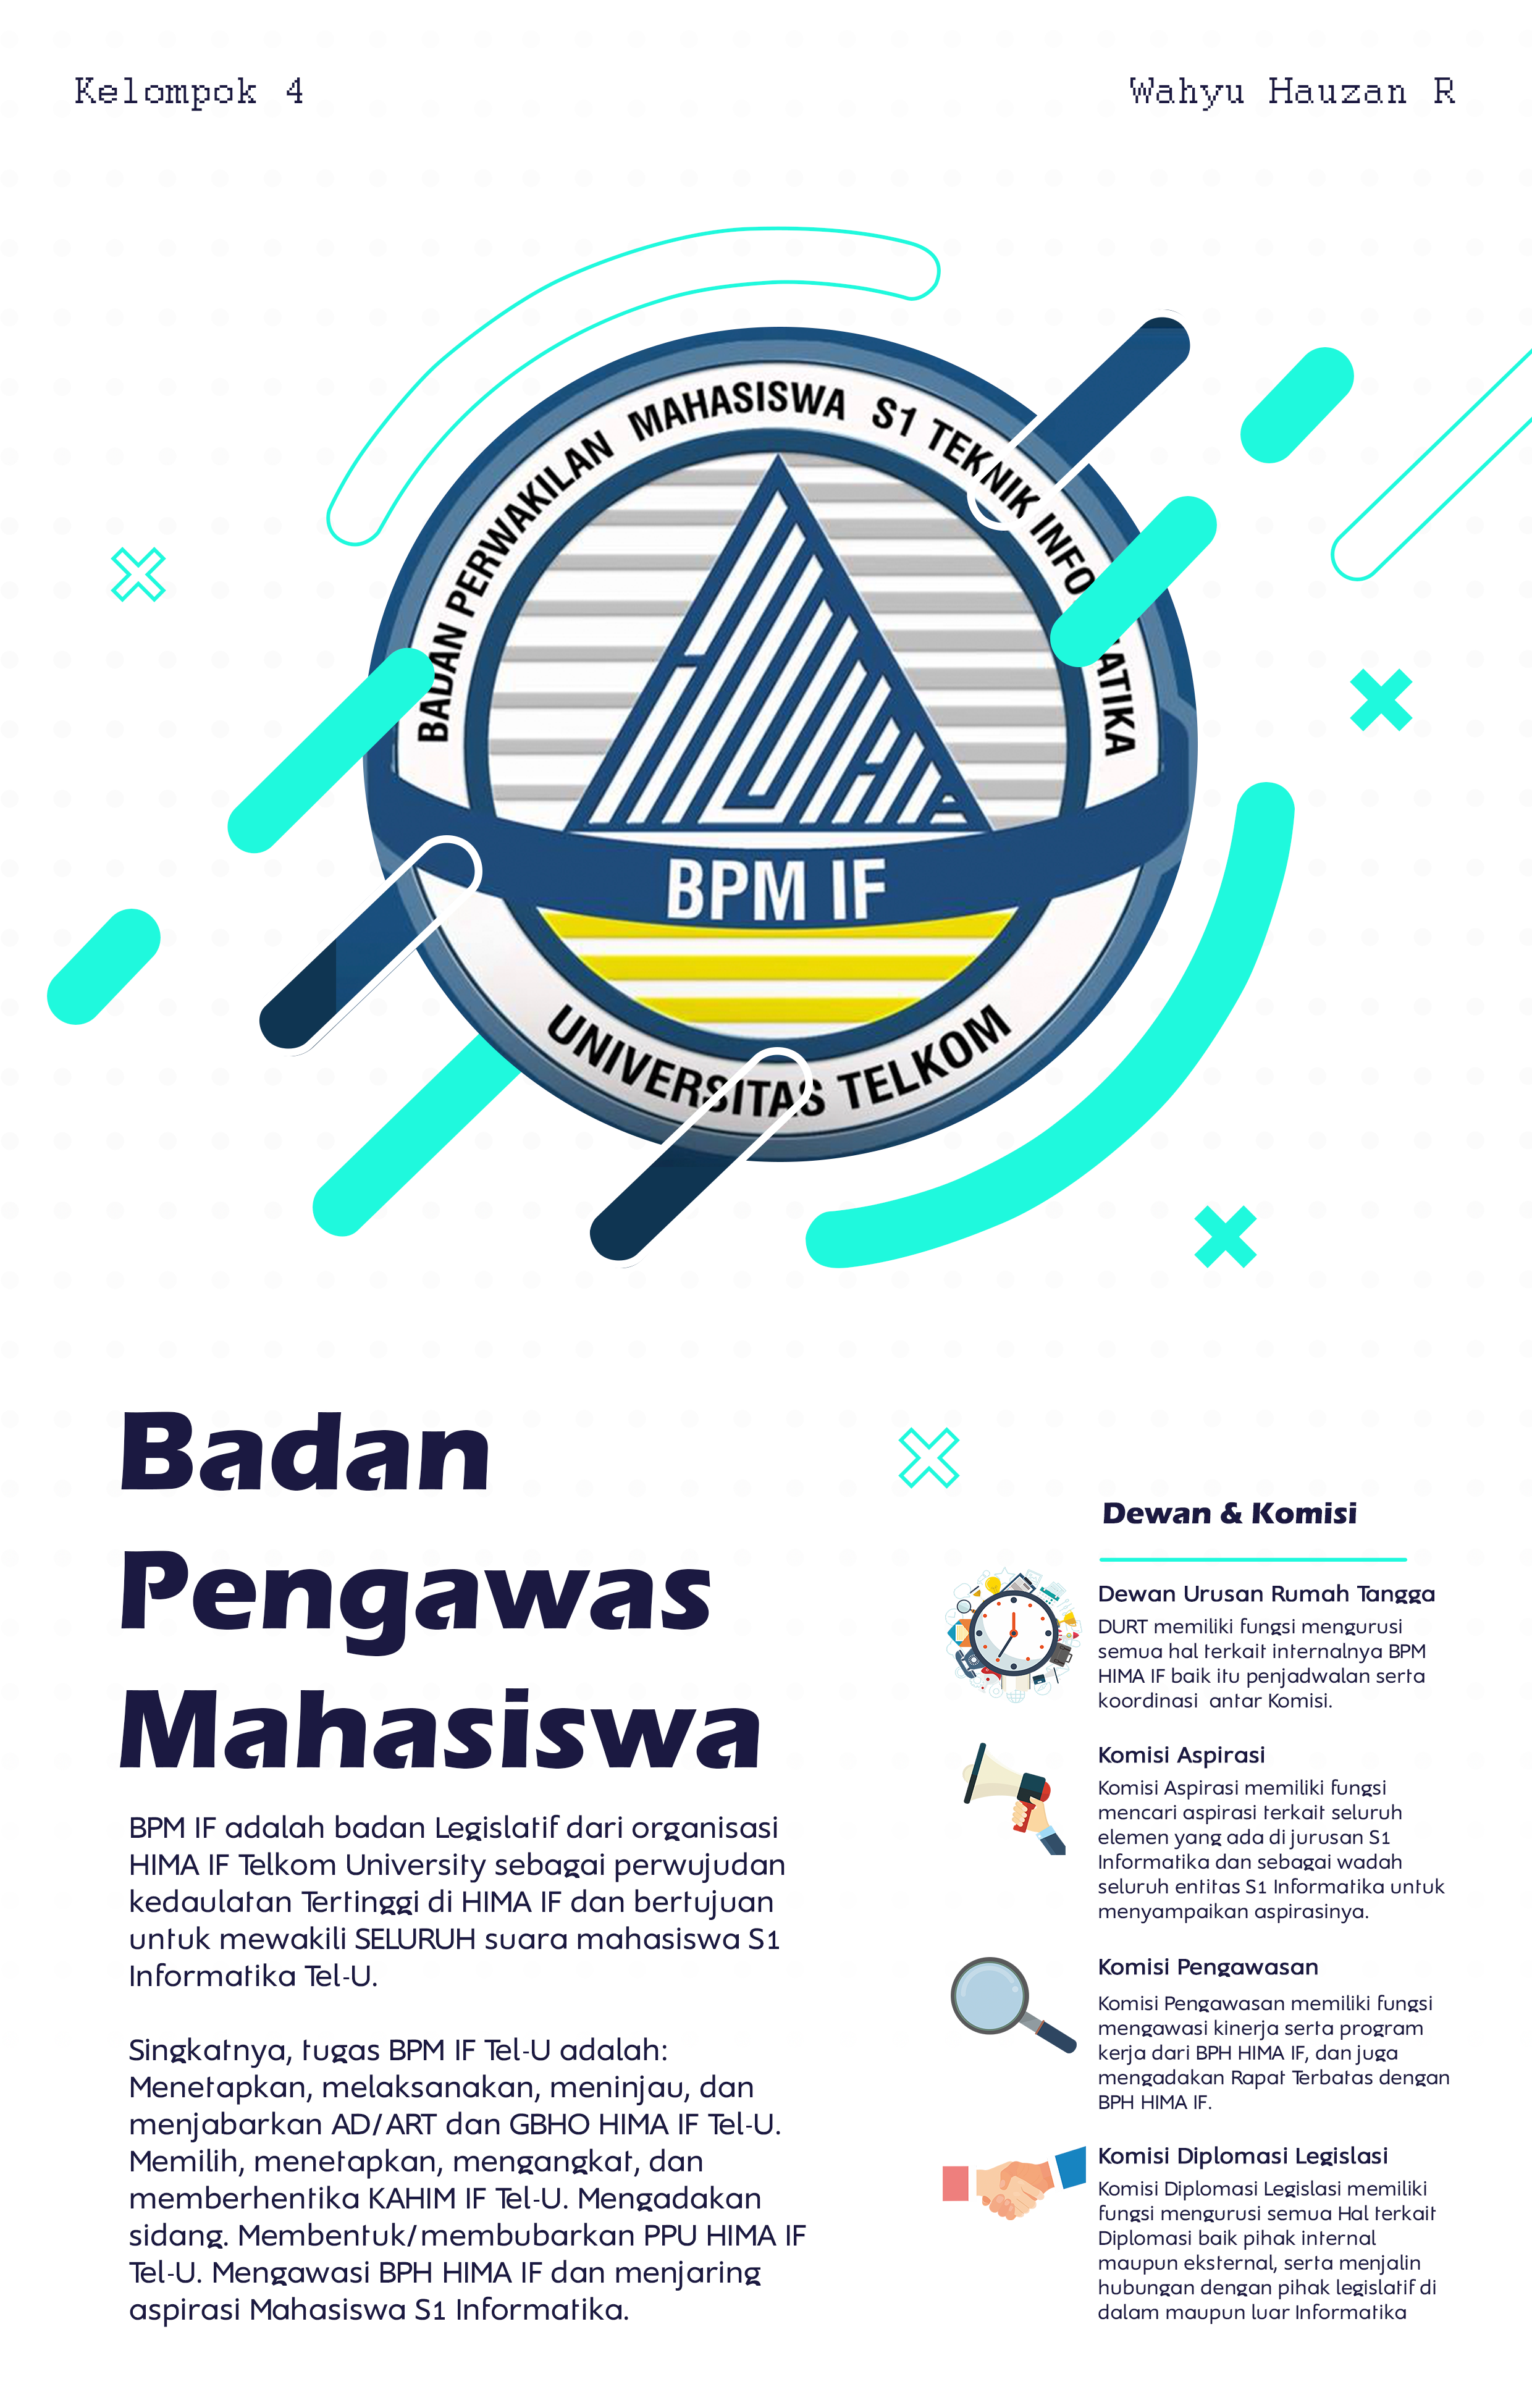 Kelompok 4
Wahyu Hauzan R
BADAN PERWAKILAN MAHASISWA S1 TEKNIK INFO ATIKA
BPM IF
UNIVERSITAS TELKOM
Badan
Pengawas
Mahasiswa
BPM IF adalah badan Legislatif dari organisasi
HIMA IF Telkom University sebagai perwujudan
kedaulatan Tertinggi di HIMA IF dan bertujuan
untuk mewakili SELURUH suara mahasiswa S1
Informatika Tel-U.
Singkatnya, tugas BPM IF Tel-U adalah:
Menetapkan, melaksanakan, meninjau, dan
menjabarkan AD/ART dan GBHO HIMA IF Tel-U.
Memilih, menetapkan, mengangkat, dan
memberhentika KAHIM IF Tel-U. Mengadakan
sidang. Membentuk/membubarkan PPU HIMA IF
Tel-U. Mengawasi BPH HIMA IF dan menjaring
aspirasi Mahasiswa S1 Informatika.
Dewan & Komisi
Dewan Urusan Rumah Tangga
DURT memiliki fungsi mengurusi
semua hal terkait internalnya BPM
HIMA IF baik itu penjadwalan serta
koordinasi  antar Komisi.
Komisi Aspirasi
Komisi Aspirasi memiliki fungsi
mencari aspirasi terkait seluruh
elemen yang ada di jurusan S1
Informatika dan sebagai wadah
seluruh entitas S1 Informatika untuk
menyampaikan aspirasinya.
Komisi Pengawasan
Komisi Pengawasan memiliki fungsi
mengawasi kinerja serta program
kerja dari BPH HIMA IF, dan juga
mengadakan Rapat Terbatas dengan
BPH HIMA IF.
Komisi Diplomasi Legislasi
Komisi Diplomasi Legislasi memiliki
fungsi mengurusi semua Hal terkait
Diplomasi baik pihak internal
maupun eksternal, serta menjalin
hubungan dengan pihak legislatif di
dalam maupun luar Informatika